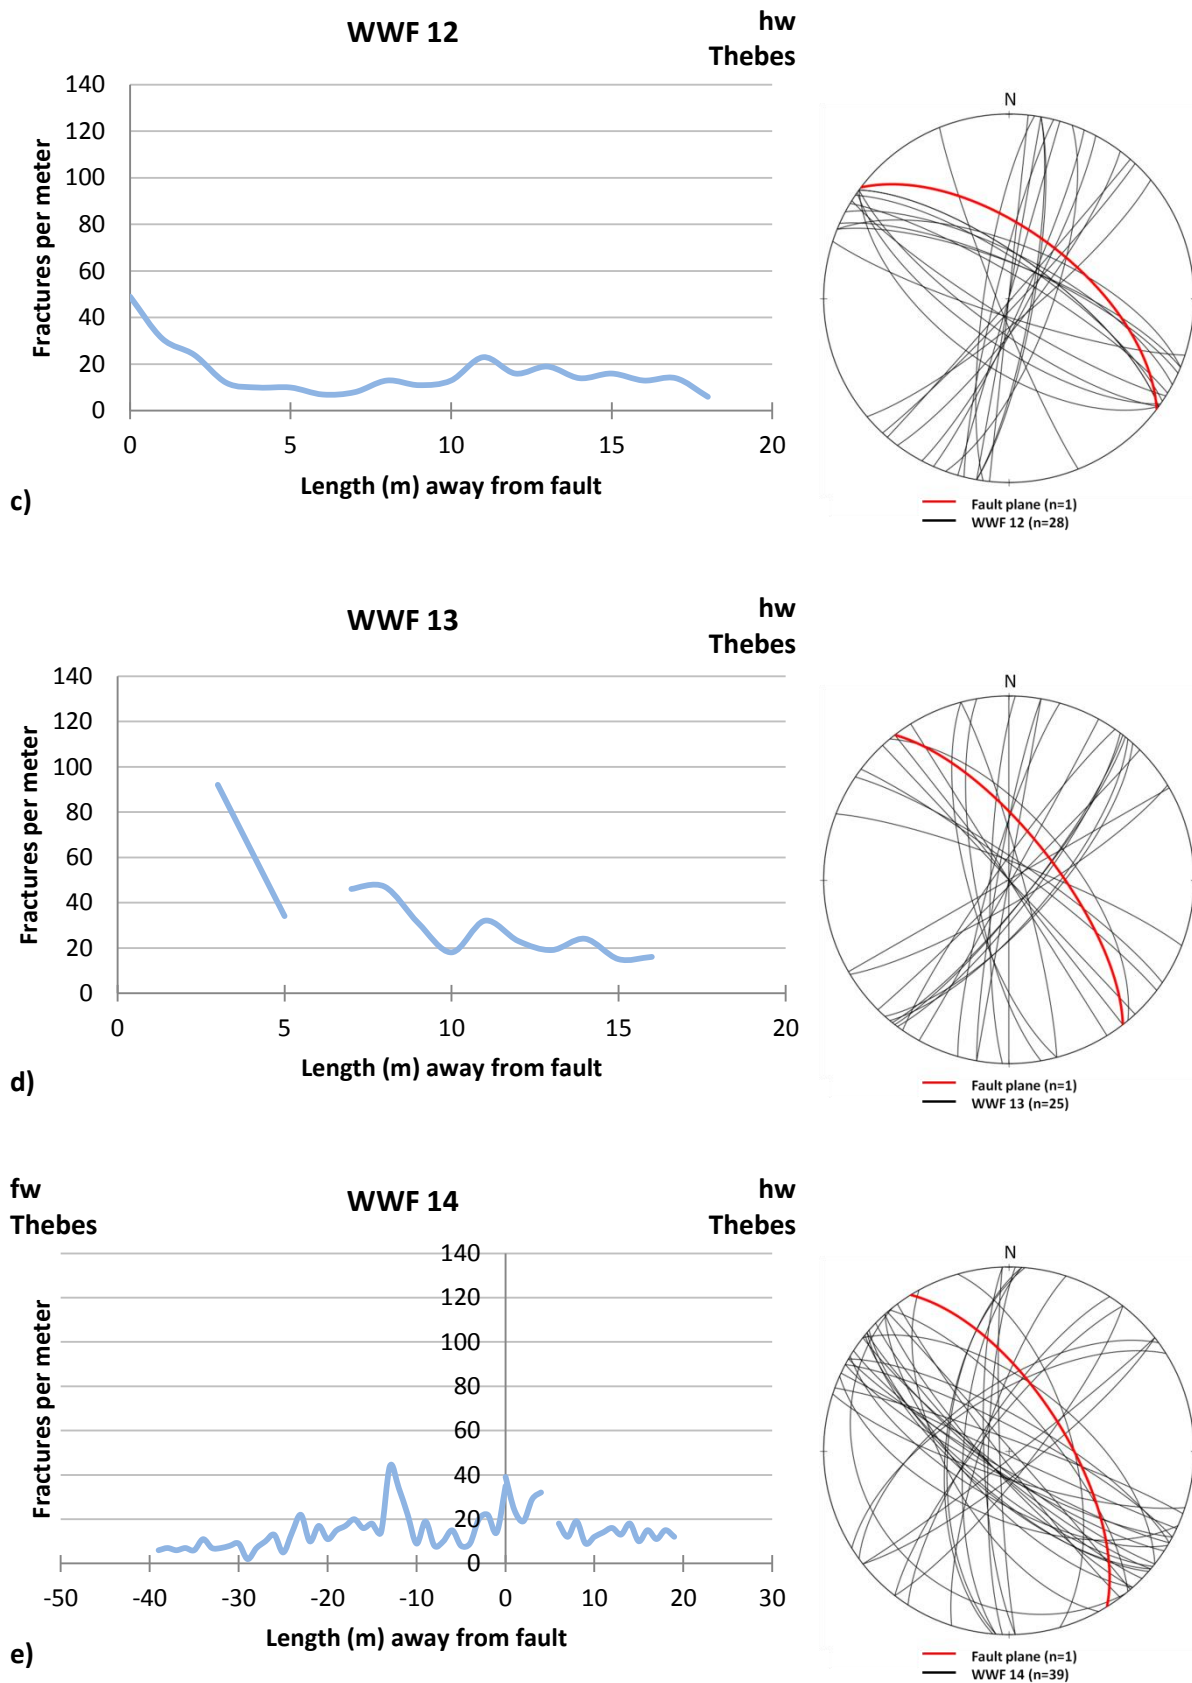 WWF 12
hw
Thebes
140
120
100
80
60
40
20
0
Fractures per meter
0 5 10 15 20
Length (m) away from fault
c)
N
Fault plane (n=1)
WWF 12 (n=28)
WWF 13
hw
Thebes
140
120
100
80
60
40
20
0
Fractures per meter
0 5 10 15 20
Length (m) away from fault
d)
N
Fault plane (n=1)
WWF 13 (n=25)
fw
Thebes
WWF 14
hw
Thebes
140
120
100
80
60
40
20
0
Fractures per meter
-50 -40 -30 -20 -10 0 10 20 30
Length (m) away from fault
e)
N
Fault plane (n=1)
WWF 14 (n=39)